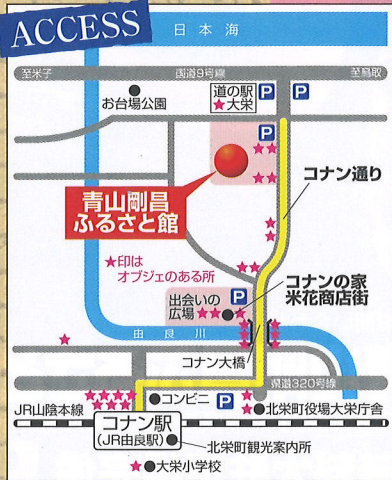 ACCESS
日本海
至米子
国道9号線
至鳥取
お台場公園
道の駅
★大栄
P
P
P
コナン通り
青山剛昌
ふるさと館
★印は
オブジェのある所
コナンの家
米花商店街
出会いの
広場
P
由良川
コナン大橋
県道320号線
コンビニ
P
北栄町役場大栄庁舎
JR山陰本線
コナン駅
(JR由良駅)
北栄町観光案内所
大栄小学校